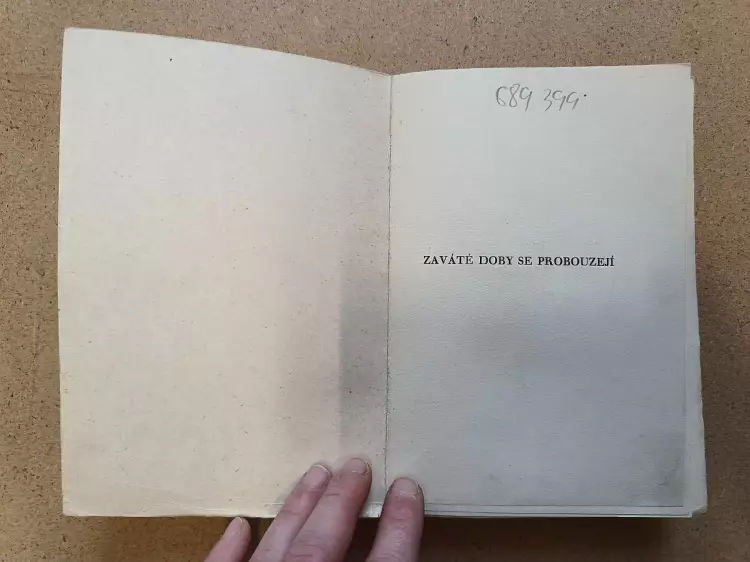 689 399.
ZAVÁTÉ DOBY SE PROBOUZEJÍ